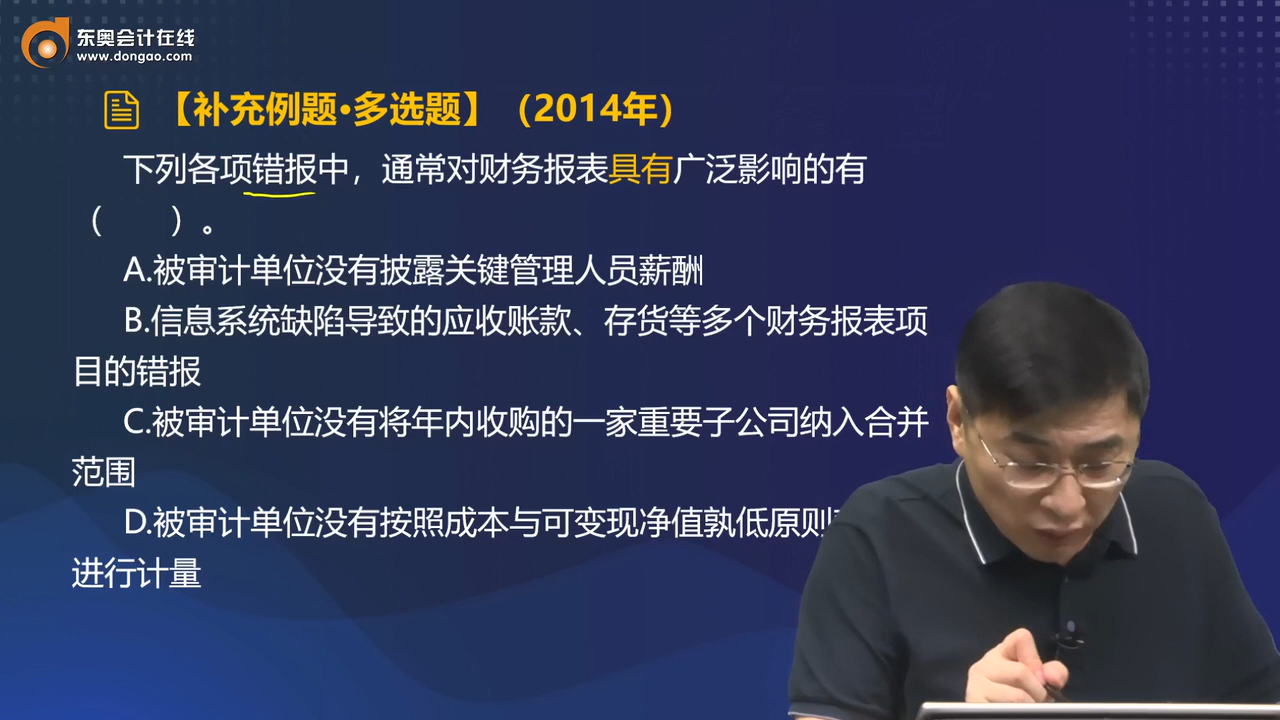 东奥会计在线
www.dongao.com
【补充例题·多选题】（2014年）
下列各项错报中，通常对财务报表具有广泛影响的有
（　　）。
A.被审计单位没有披露关键管理人员薪酬
B.信息系统缺陷导致的应收账款、存货等多个财务报表项
目的错报
C.被审计单位没有将年内收购的一家重要子公司纳入合并
范围
D.被审计单位没有按照成本与可变现净值孰低原则
进行计量